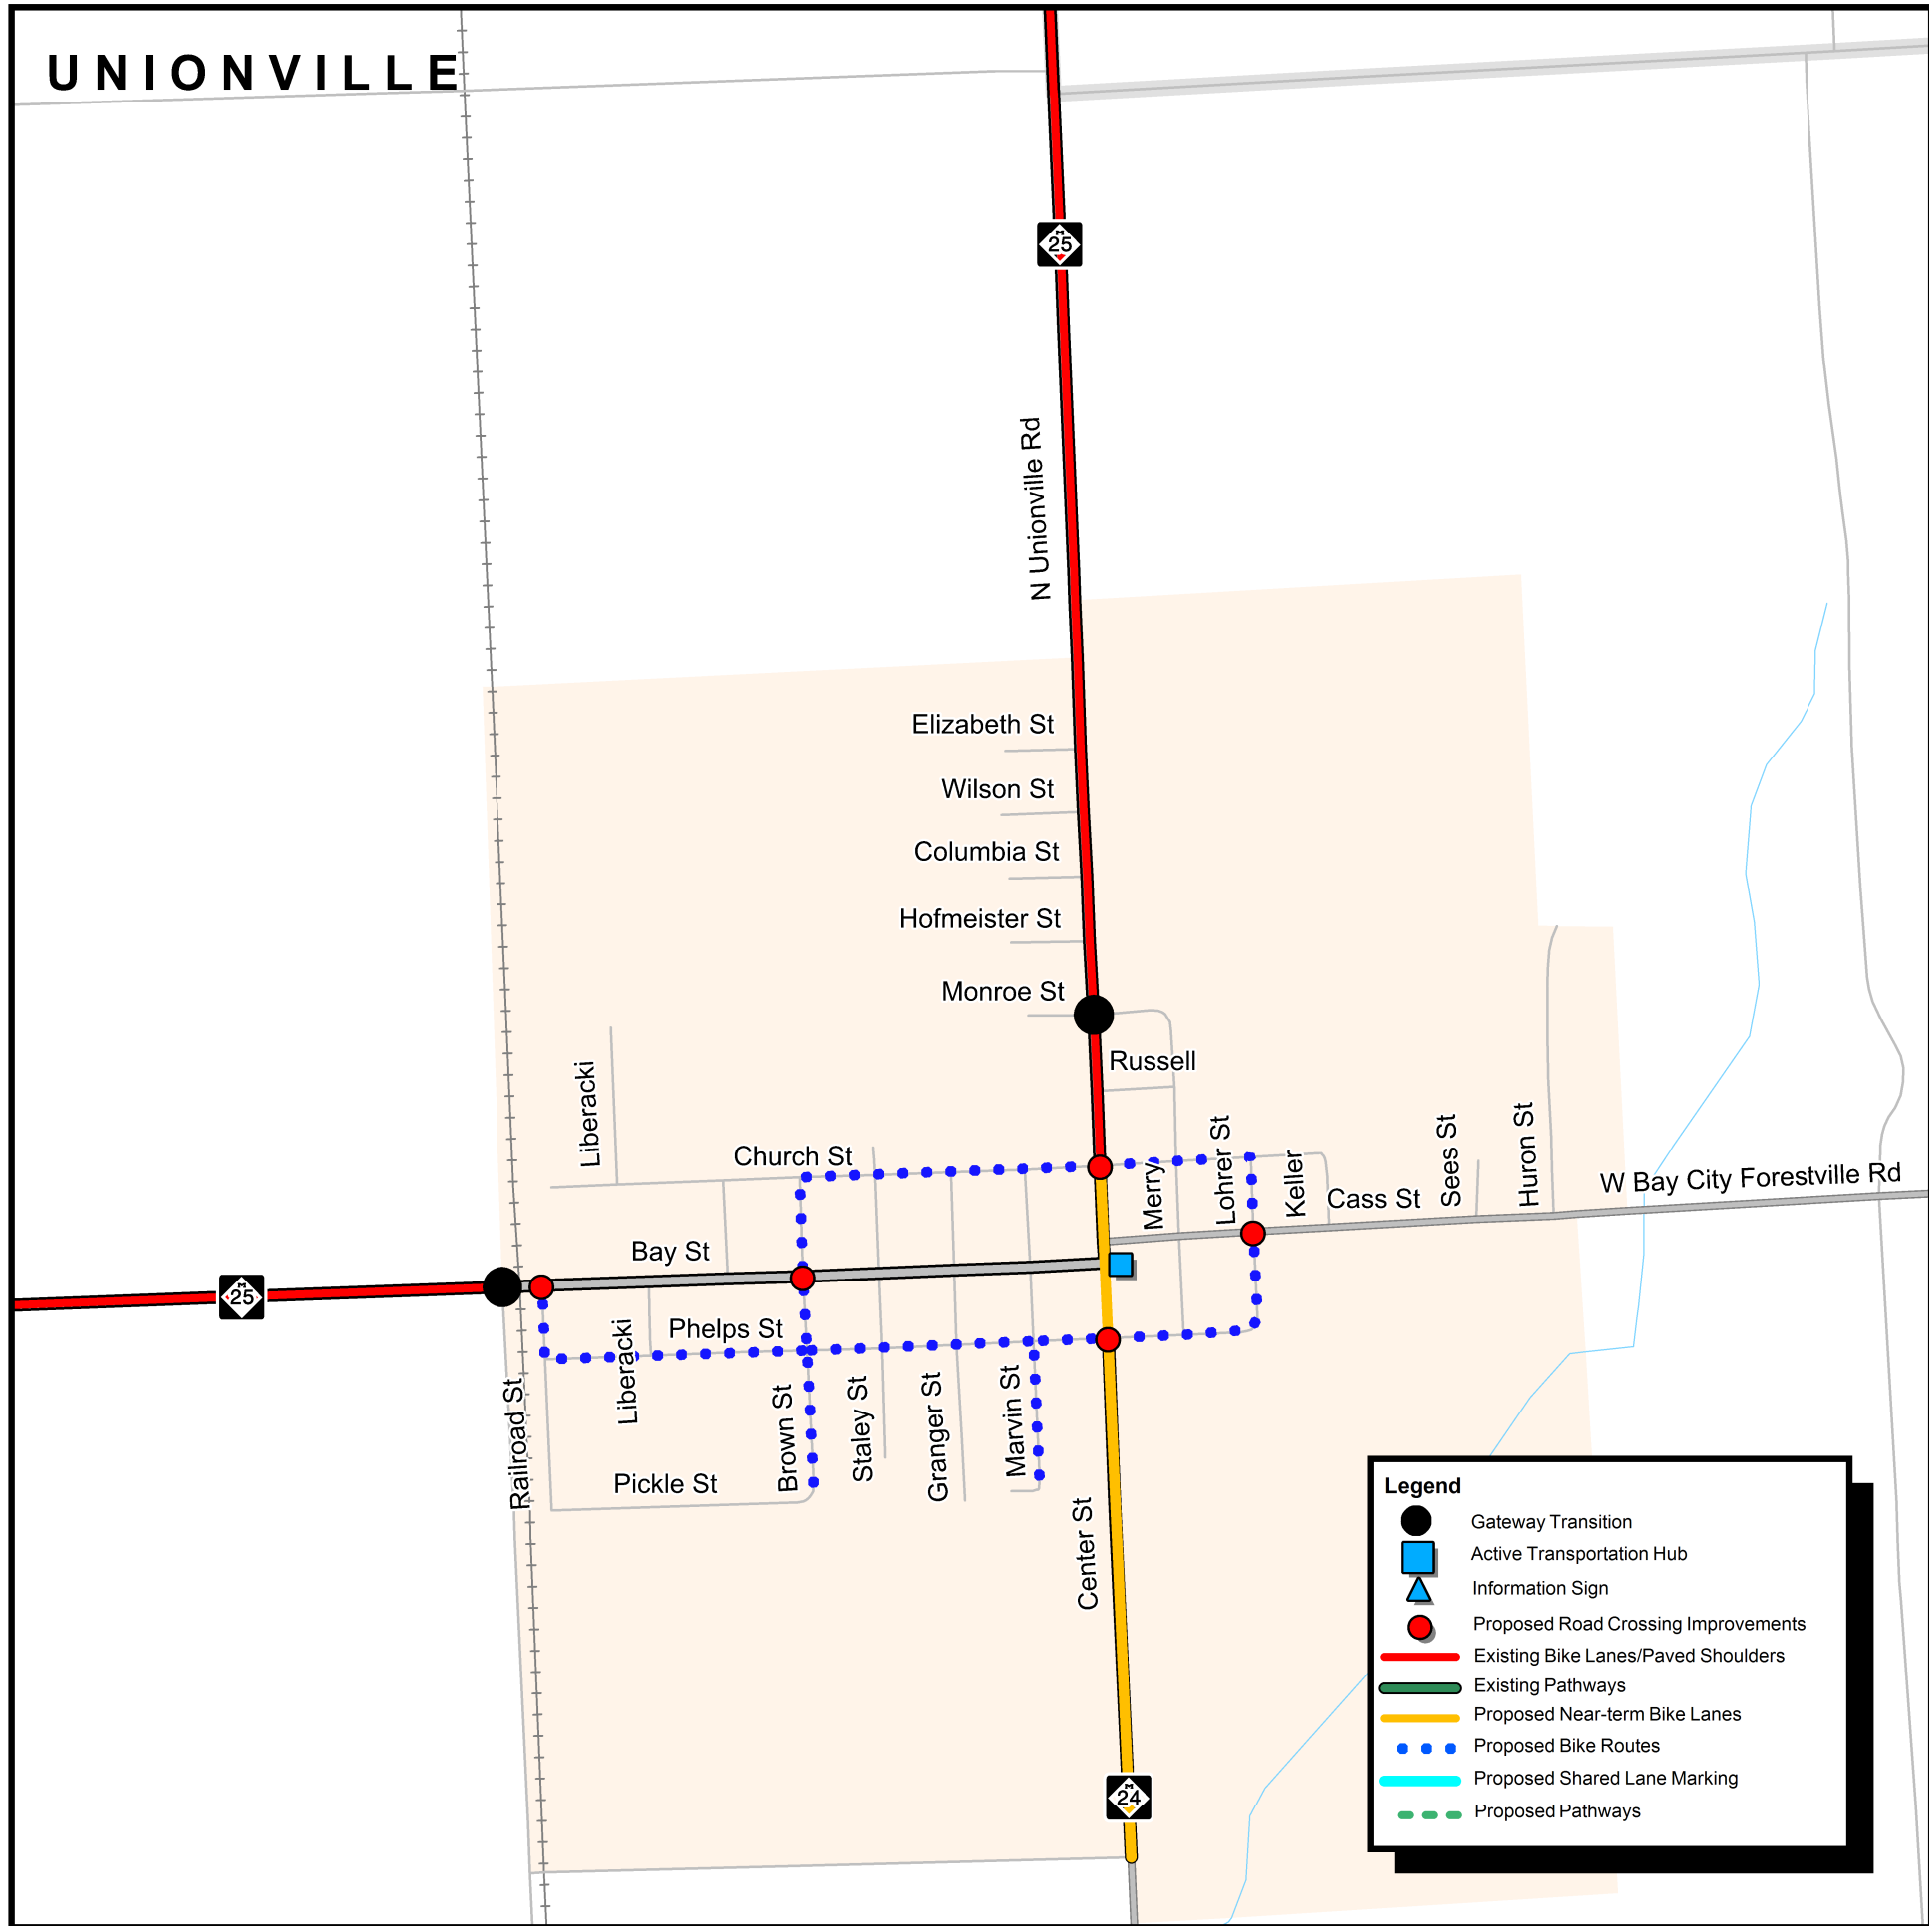 UNIONVILLE
M
25
N Unionville Rd
Elizabeth St
Wilson St
Columbia St
Hofmeister St
Monroe St
Russell
Liberacki
Church St
Merry
Lohrer St
Keller
Cass St
Sees St
Huron St
W Bay City Forestville Rd
Bay St
M
25
Phelps St
Liberacki
Railroad St
Brown St
Staley St
Granger St
Marvin St
Pickle St
Center St
M
24
Legend
Gateway Transition
Active Transportation Hub
Information Sign
Proposed Road Crossing Improvements
Existing Bike Lanes/Paved Shoulders
Existing Pathways
Proposed Near-term Bike Lanes
Proposed Bike Routes
Proposed Shared Lane Marking
Proposed Pathways